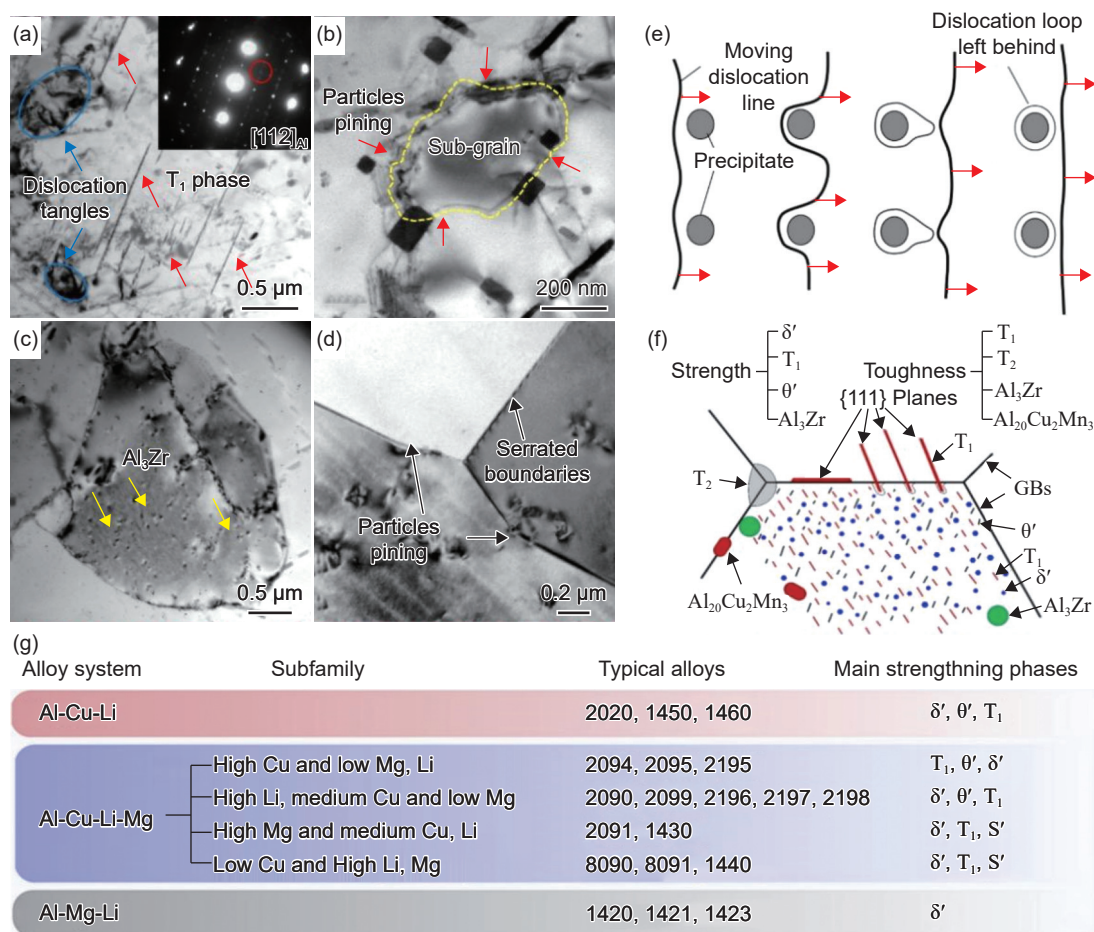 (a)
[112]Al
T₁ phase
Dislocation
tangles
0.5 μm
(b)
Particles
pining
Sub-grain
200 nm
(c)
Al₃Zr
0.5 μm
(d)
Serrated
boundaries
Particles
pining
0.2 μm
(e)
Moving
dislocation
line
Dislocation loop
left behind
Precipitate
(f)
Strength
δ′
T₁
θ′
Al₃Zr
Toughness
T₁
T₂
Al₃Zr
Al₂₀Cu₂Mn₃
{111}
Planes
T₁
T₂
GBs
θ′
T₁
δ′
Al₂₀Cu₂Mn₃
Al₃Zr
(g)
Alloy system Subfamily Typical alloys Main strengthning phases
Al-Cu-Li 2020, 1450, 1460 δ′, θ′, T₁
Al-Cu-Li-Mg
High Cu and low Mg, Li 2094, 2095, 2195 T₁, θ′, δ′
High Li, medium Cu and low Mg 2090, 2099, 2196, 2197, 2198 δ′, θ′, T₁
High Mg and medium Cu, Li 2091, 1430 δ′, T₁, S′
Low Cu and High Li, Mg 8090, 8091, 1440 δ′, T₁, S′
Al-Mg-Li 1420, 1421, 1423 δ′